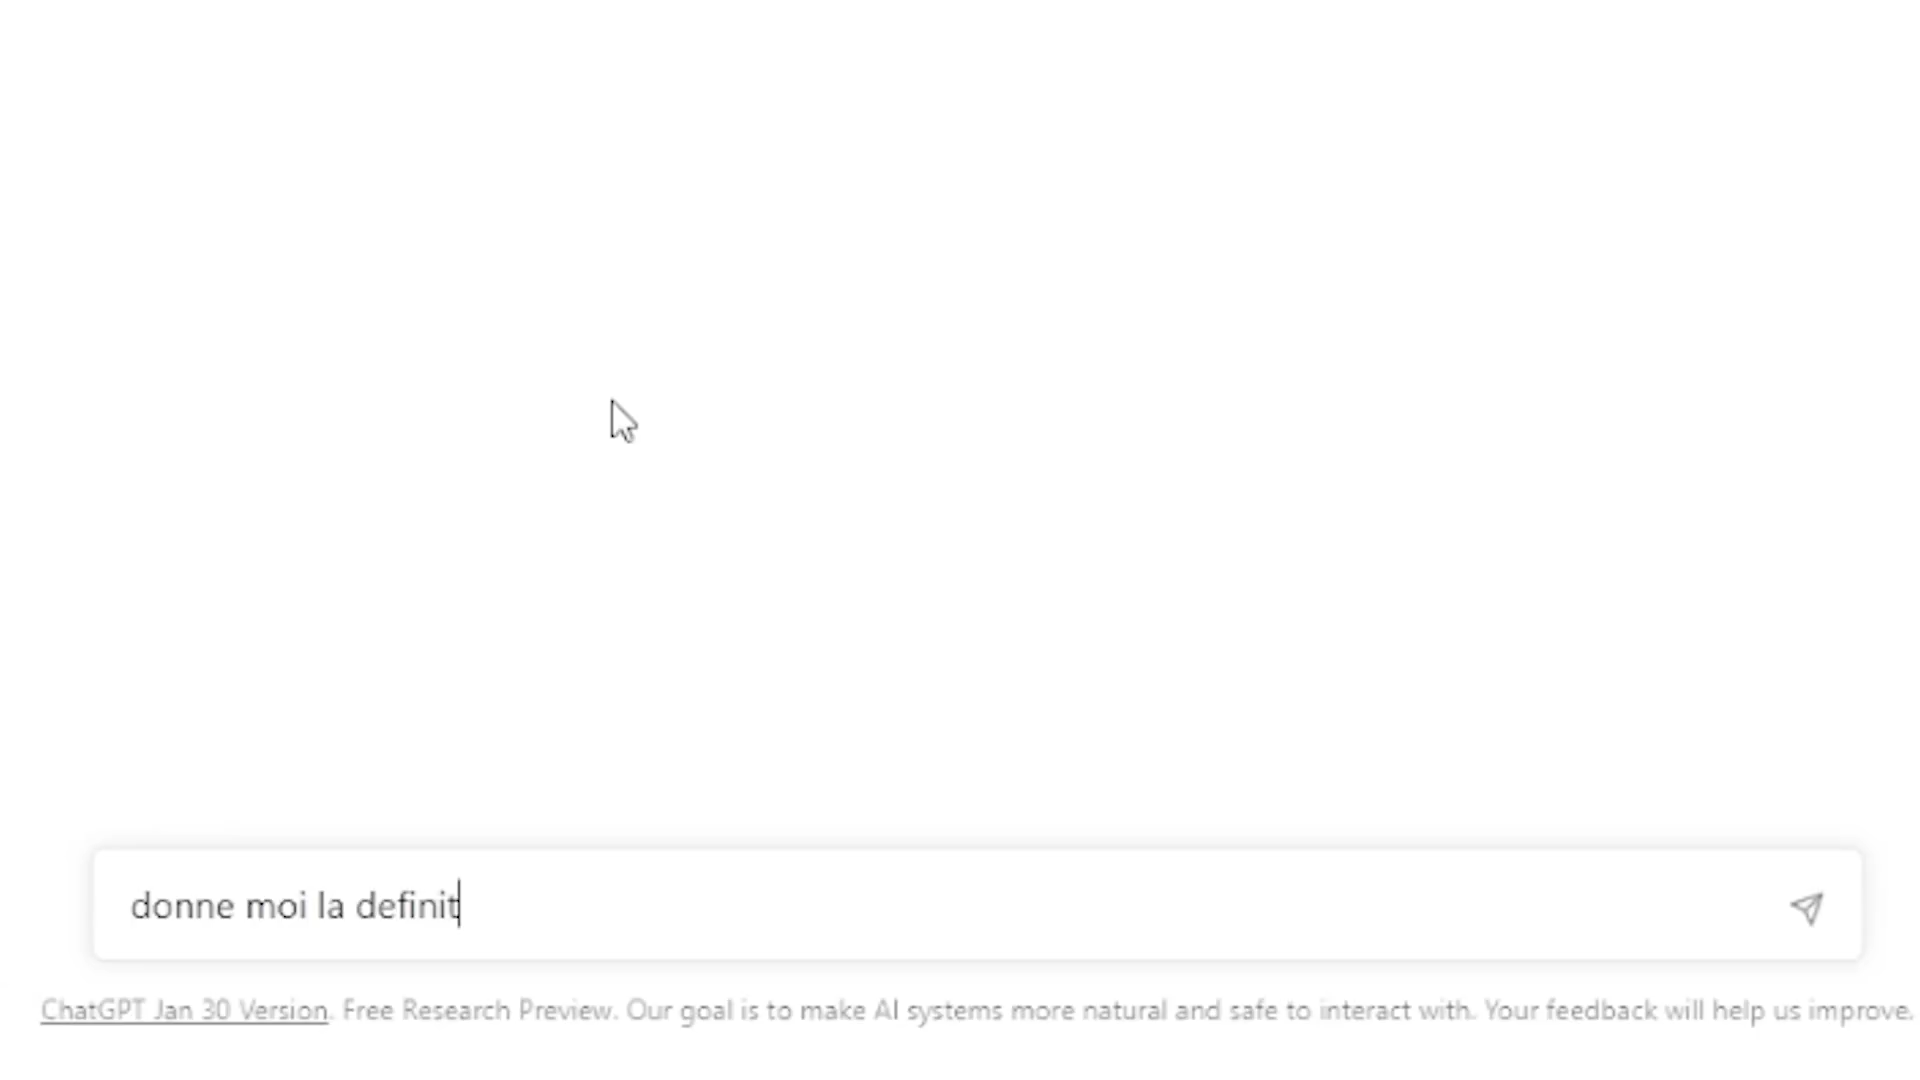 donne moi la definit
ChatGPT Jan 30 Version. Free Research Preview. Our goal is to make AI systems more natural and safe to interact with. Your feedback will help us improve.